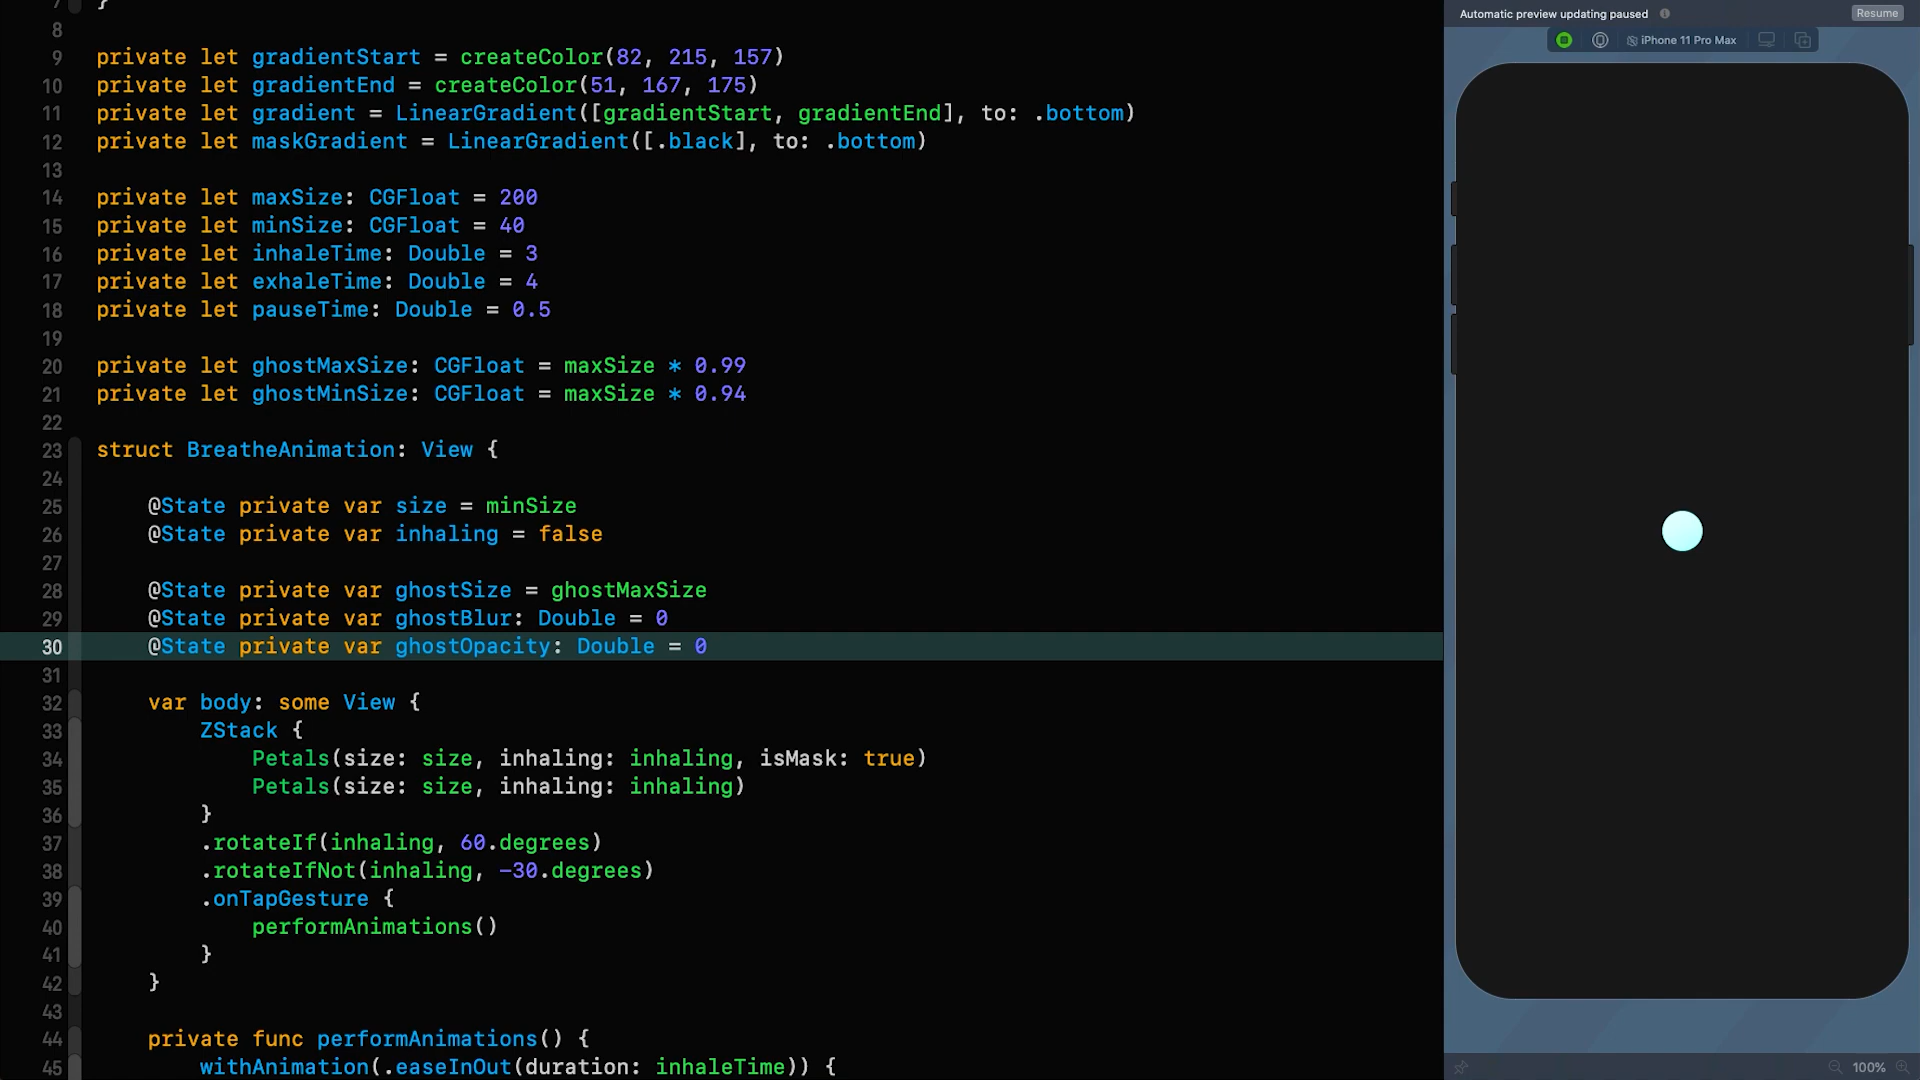 7 }
8
9 private let gradientStart = createColor(82, 215, 157)
10 private let gradientEnd = createColor(51, 167, 175)
11 private let gradient = LinearGradient([gradientStart, gradientEnd], to: .bottom)
12 private let maskGradient = LinearGradient([.black], to: .bottom)
13
14 private let maxSize: CGFloat = 200
15 private let minSize: CGFloat = 40
16 private let inhaleTime: Double = 3
17 private let exhaleTime: Double = 4
18 private let pauseTime: Double = 0.5
19
20 private let ghostMaxSize: CGFloat = maxSize * 0.99
21 private let ghostMinSize: CGFloat = maxSize * 0.94
22
23 struct BreatheAnimation: View {
24
25 @State private var size = minSize
26 @State private var inhaling = false
27
28 @State private var ghostSize = ghostMaxSize
29 @State private var ghostBlur: Double = 0
30 @State private var ghostOpacity: Double = 0
31
32 var body: some View {
33 ZStack {
34 Petals(size: size, inhaling: inhaling, isMask: true)
35 Petals(size: size, inhaling: inhaling)
36 }
37 .rotateIf(inhaling, 60.degrees)
38 .rotateIfNot(inhaling, -30.degrees)
39 .onTapGesture {
40 performAnimations()
41 }
42 }
43
44 private func performAnimations() {
45 withAnimation(.easeInOut(duration: inhaleTime)) {
Automatic preview updating paused
Resume
iPhone 11 Pro Max
100%